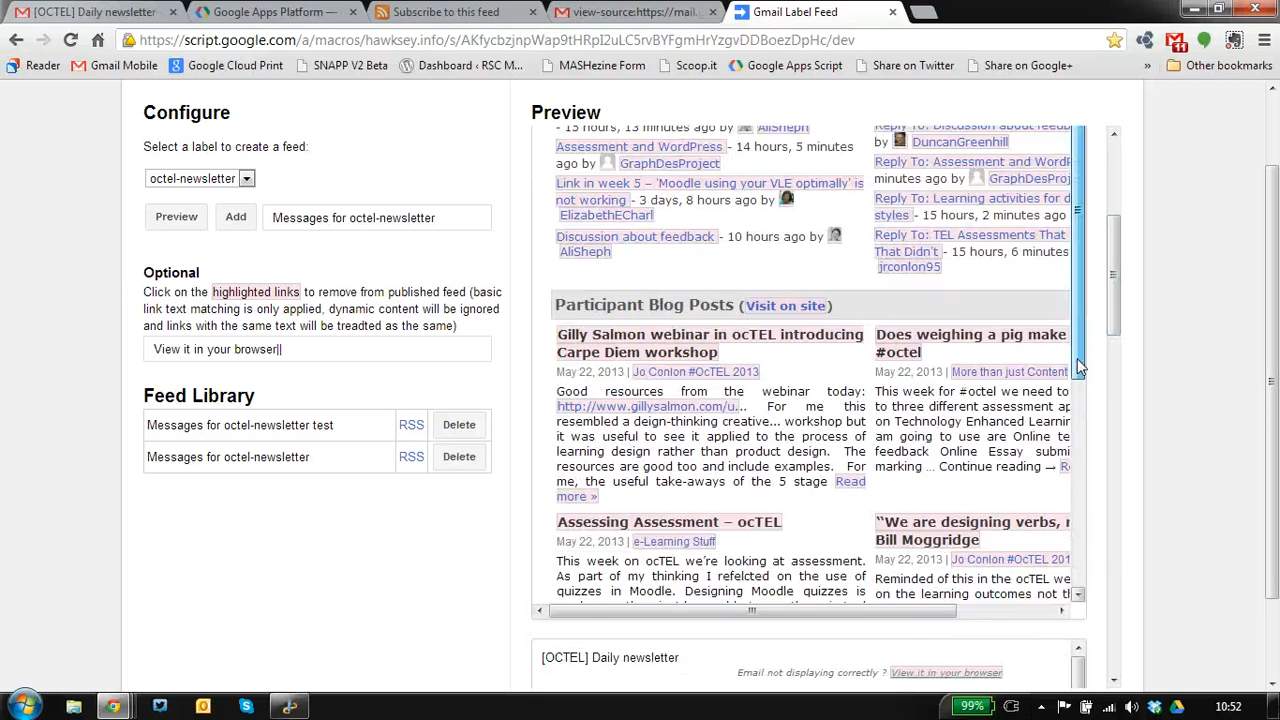 [OCTEL] Daily newsletter
Google Apps Platform —
Subscribe to this feed
view-source:https://mail.
Gmail Label Feed
https://script.google.com/a/macros/hawksey.info/s/AKfycbzjnpWap9tHRpI2uLC5rvBYFgmHrYzgvDDBoezDpHc/dev
11
Reader
Gmail Mobile
Google Cloud Print
SNAPP V2 Beta
Dashboard ‹ RSC M...
MASHezine Form
Scoop.it
Google Apps Script
Share on Twitter
Share on Google+
»
Other bookmarks
Configure
Select a label to create a feed:
octel-newsletter
Preview
Add
Messages for octel-newsletter
Optional
Click on the highlighted links to remove from published feed (basic
link text matching is only applied, dynamic content will be ignored
and links with the same text will be treadted as the same)
View it in your browser||
Feed Library
Messages for octel-newsletter test RSS Delete
Messages for octel-newsletter RSS Delete
Preview
- 15 hours, 13 minutes ago by AliSheph
Assessment and WordPress - 14 hours, 5 minutes
ago by GraphDesProject
Link in week 5 – 'Moodle using your VLE optimally' is
not working - 3 days, 8 hours ago by
ElizabethECharl
Discussion about feedback - 10 hours ago by
AliSheph
Reply To: Discussion about feedb
by DuncanGreenhill
Reply To: Assessment and WordP
minutes ago by GraphDesProj
Reply To: Learning activities for d
styles - 15 hours, 2 minutes ago
Reply To: TEL Assessments That
That Didn't - 15 hours, 6 minutes
jrconlon95
Participant Blog Posts (Visit on site)
Gilly Salmon webinar in ocTEL introducing
Carpe Diem workshop
May 22, 2013 | Jo Conlon #OcTEL 2013
Good resources from the webinar today:
http://www.gillysalmon.com/u... For me this
resembled a deign-thinking creative... workshop but
it was useful to see it applied to the process of
learning design rather than product design. The
resources are good too and include examples. For
me, the useful take-aways of the 5 stage Read
more »
Does weighing a pig make
#octel
May 22, 2013 | More than just Content
This week for #octel we need to
to three different assessment ap
on Technology Enhanced Learnin
am going to use are Online te
feedback Online Essay submi
marking ... Continue reading → Re
Assessing Assessment – ocTEL
May 22, 2013 | e-Learning Stuff
This week on ocTEL we're looking at assessment.
As part of my thinking I refelcted on the use of
quizzes in Moodle. Designing Moodle quizzes is
"We are designing verbs, n
Bill Moggridge
May 22, 2013 | Jo Conlon #OcTEL 201
Reminded of this in the ocTEL we
on the learning outcomes not th
[OCTEL] Daily newsletter
Email not displaying correctly ? View it in your browser
99%
10:52